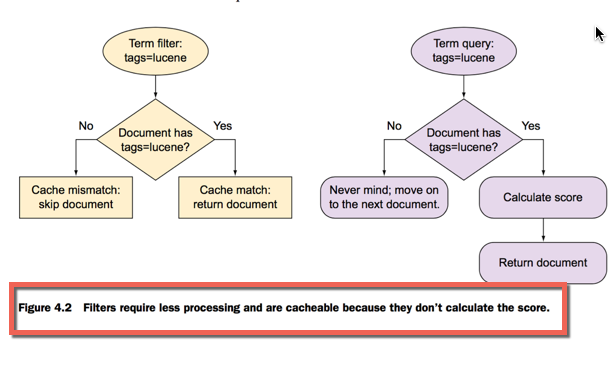 Term filter:
tags=lucene
No
Document has
tags=lucene?
Yes
Cache mismatch:
skip document
Cache match:
return document
Term query:
tags=lucene
No
Document has
tags=lucene?
Yes
Never mind; move on
to the next document.
Calculate score
Return document
Figure 4.2 Filters require less processing and are cacheable because they don’t calculate the score.